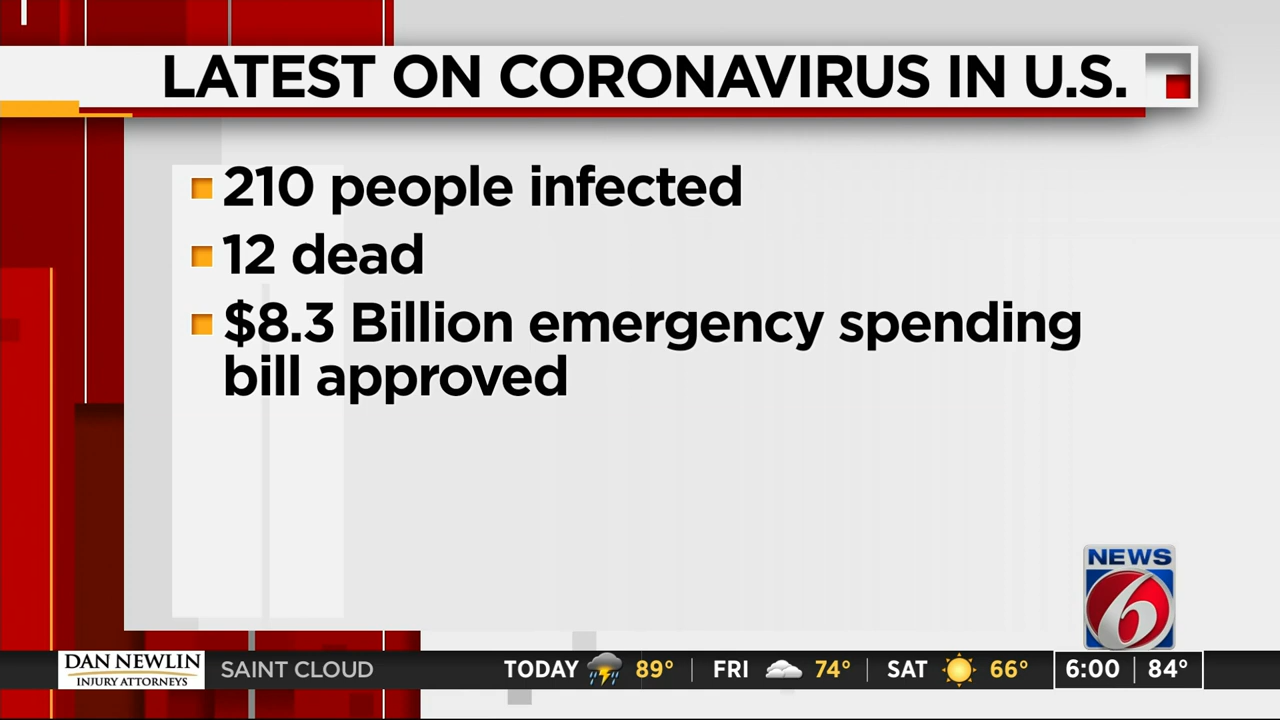 LATEST ON CORONAVIRUS IN U.S.
210 people infected
12 dead
$8.3 Billion emergency spending
bill approved
NEWS
6
DAN NEWLIN
INJURY ATTORNEYS
SAINT CLOUD
TODAY 89° | FRI 74° | SAT 66°
6:00 | 84°